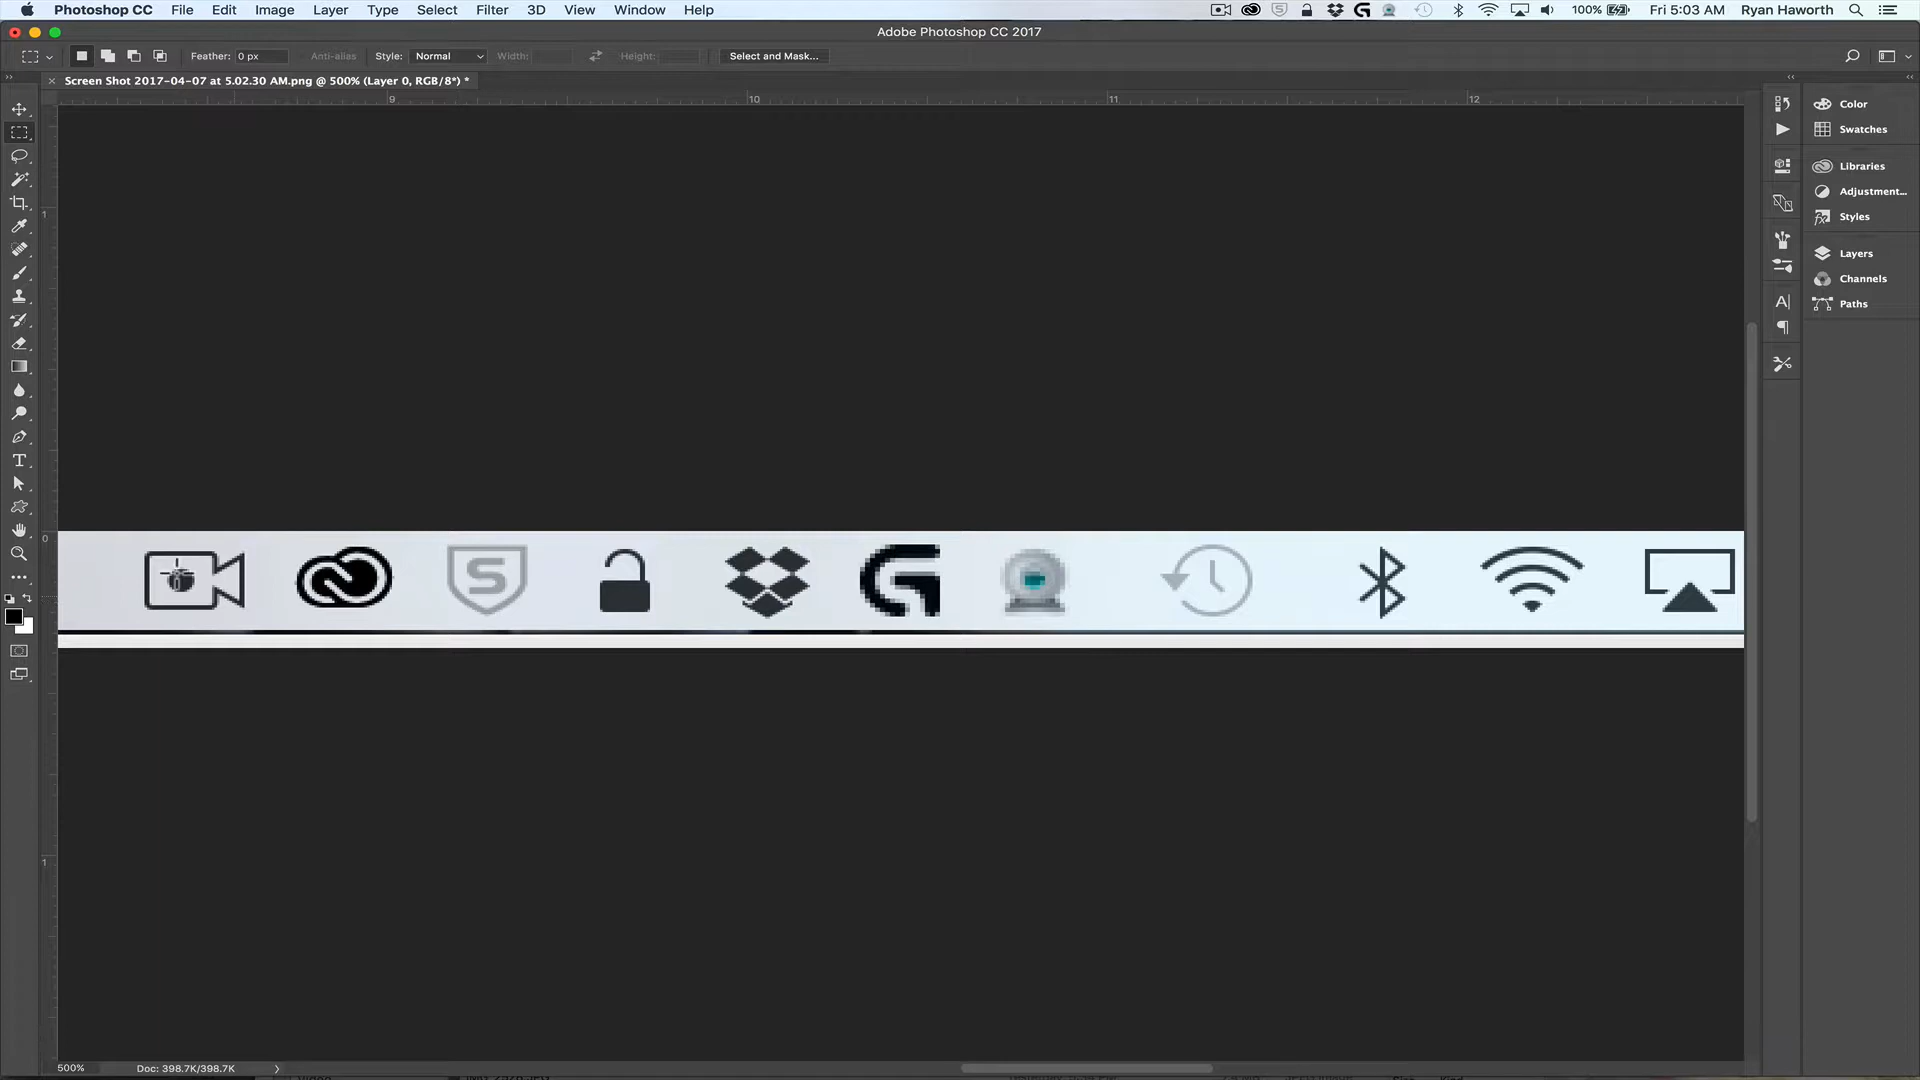 Photoshop CC File Edit Image Layer Type Select Filter 3D View Window Help 100% Fri 5:03 AM Ryan Haworth
Adobe Photoshop CC 2017
Feather: 0 px Anti-alias Style: Normal Width: Height: Select and Mask...
Screen Shot 2017-04-07 at 5.02.30 AM.png @ 500% (Layer 0, RGB/8*) *
9 10 11 12
Color
Swatches
Libraries
Adjustment...
Styles
Layers
Channels
Paths
1
0
S
1
500% Doc: 398.7K/398.7K